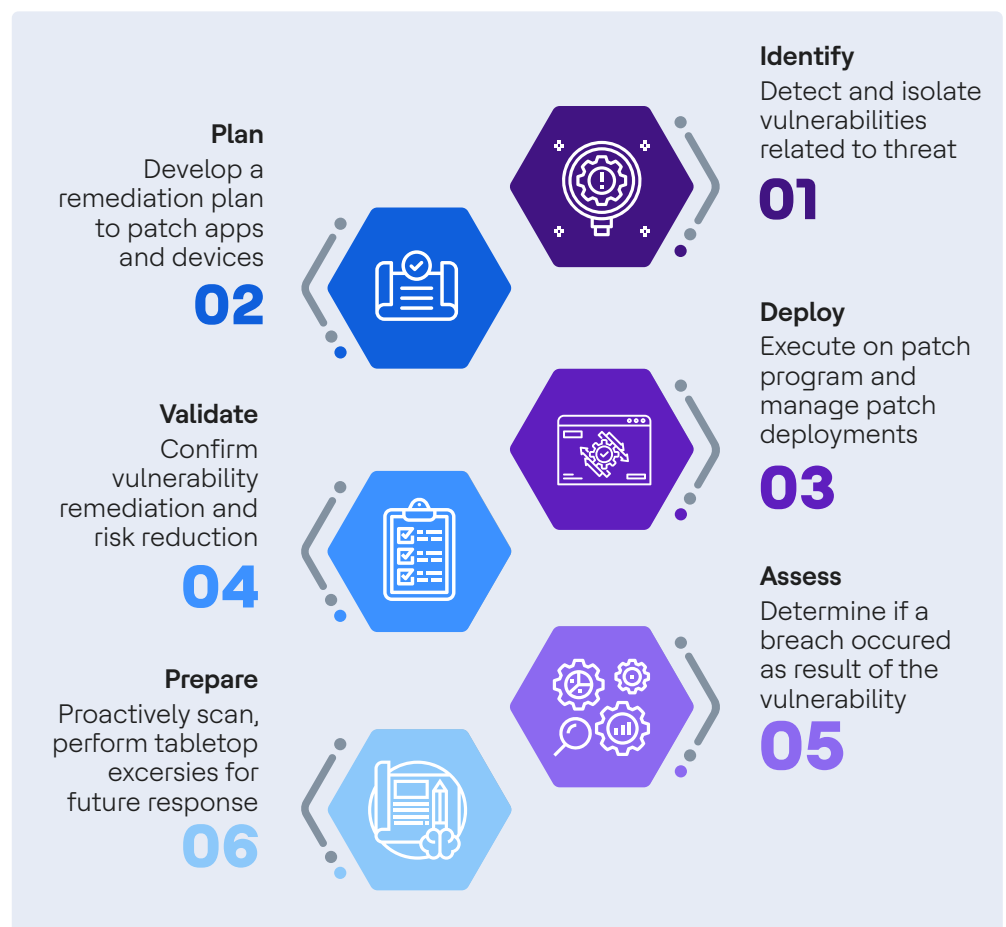 Identify
Detect and isolate
vulnerabilities
related to threat
01
Plan
Develop a
remediation plan
to patch apps
and devices
02
Deploy
Execute on patch
program and
manage patch
deployments
03
Validate
Confirm
vulnerability
remediation and
risk reduction
04
Assess
Determine if a
breach occured
as result of the
vulnerability
05
Prepare
Proactively scan,
perform tabletop
excersies for
future response
06